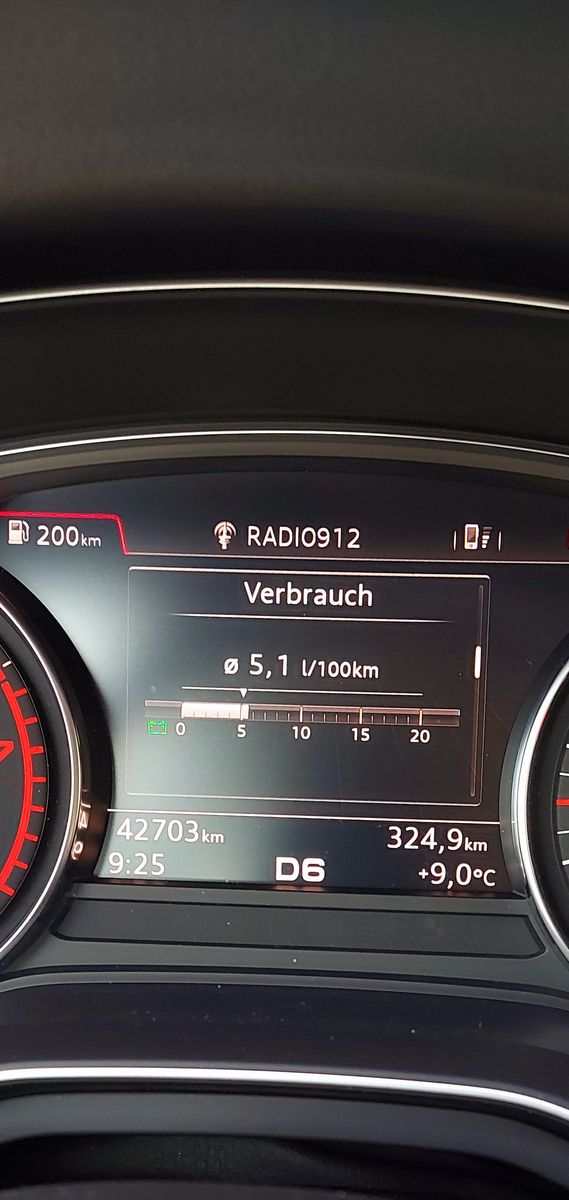 200km RADIO912
Verbrauch
ø 5,1 l/100km
0 5 10 15 20
42703km 324,9km
9:25 D6 +9,0°C